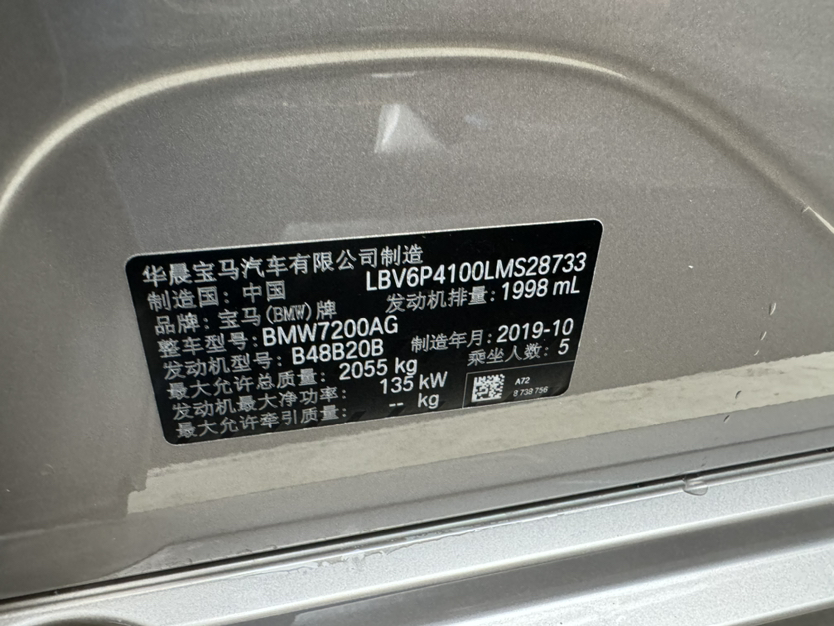 华晨宝马汽车有限公司制造
LBV6P4100LMS28733
制造国: 中国
发动机排量: 1998 mL
品牌: 宝马(BMW)牌
整车型号: BMW7200AG
制造年月: 2019-10
发动机型号: B48B20B
乘坐人数: 5
最大允许总质量: 2055 kg
发动机最大净功率: 135 kW
最大允许牵引质量: -- kg
A72
8 738 756